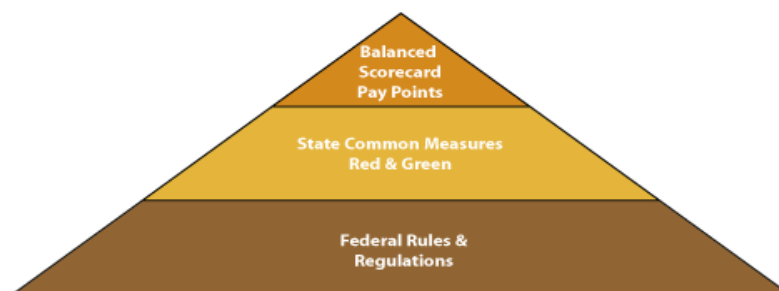 Balanced
Scorecard
Pay Points
State Common Measures
Red & Green
Federal Rules &
Regulations